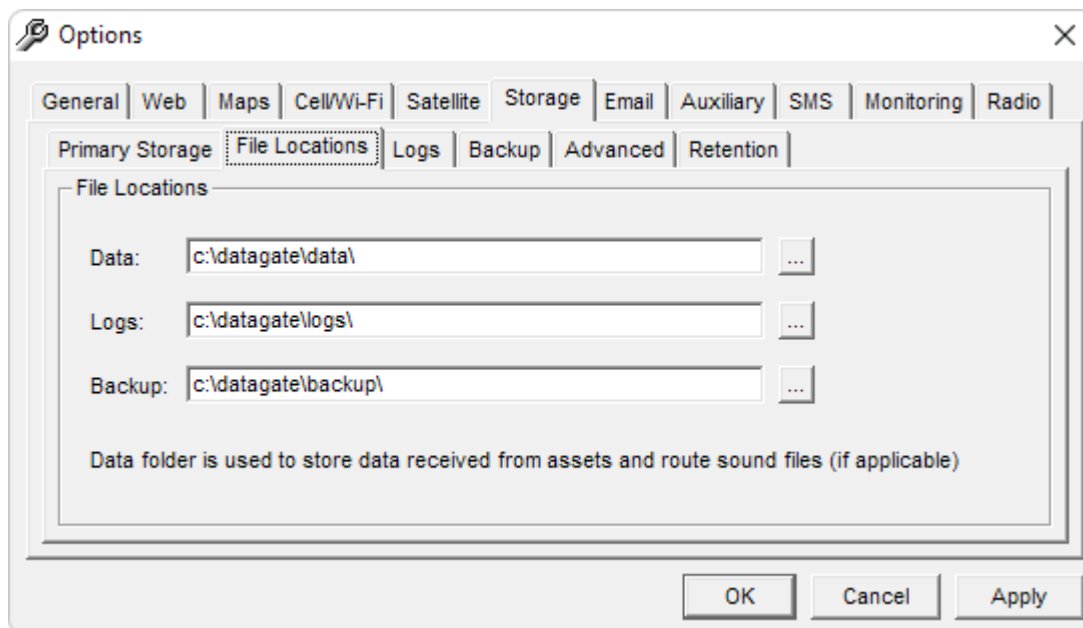 Options
General Web Maps Cell/Wi-Fi Satellite Storage Email Auxiliary SMS Monitoring Radio
Primary Storage File Locations Logs Backup Advanced Retention
File Locations
Data: c:\datagate\data\ ...
Logs: c:\datagate\logs\ ...
Backup: c:\datagate\backup\ ...
Data folder is used to store data received from assets and route sound files (if applicable)
OK Cancel Apply